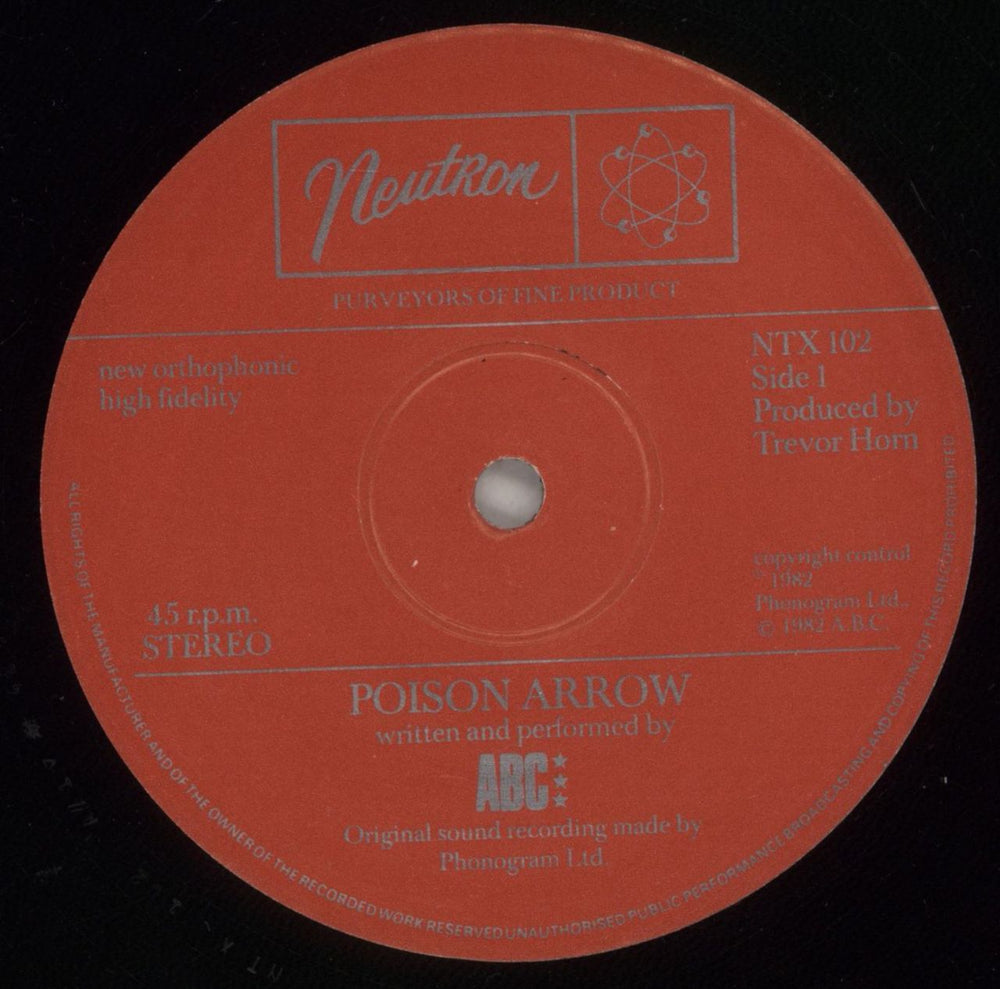 Neutron
PURVEYORS OF FINE PRODUCT
new orthophonic
high fidelity
NTX 102
Side 1
Produced by
Trevor Horn
copyright control
℗ 1982
Phonogram Ltd.
© 1982 A.B.C.
45 r.p.m.
STEREO
POISON ARROW
written and performed by
ABC
Original sound recording made by
Phonogram Ltd.
ALL RIGHTS OF THE MANUFACTURER AND OF THE OWNER OF THE RECORDED WORK RESERVED UNAUTHORISED PUBLIC PERFORMANCE BROADCASTING AND COPYING OF THIS RECORD PROHIBITED